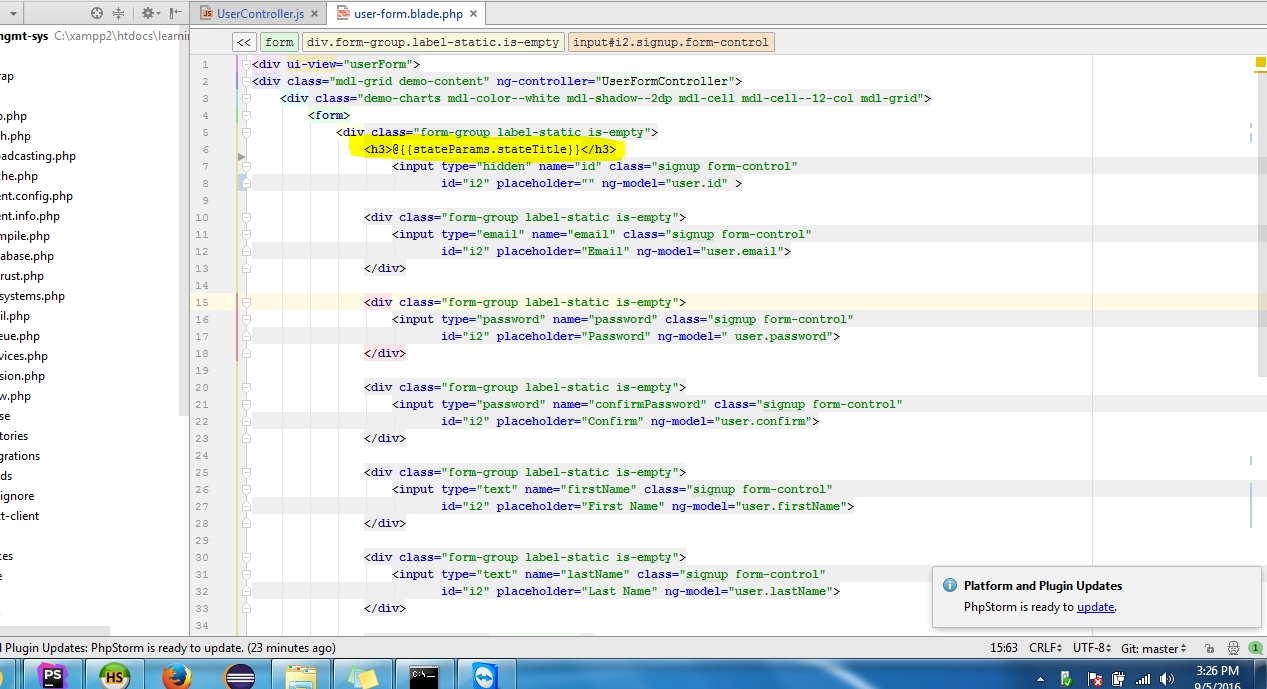 UserController.js × user-form.blade.php ×
ngmt-sys C:\xampp2\htdocs\learnin
<< form div.form-group.label-static.is-empty input#i2.signup.form-control
rap
.php
h.php
adcasting.php
he.php
ent.config.php
ent.info.php
mpile.php
abase.php
rust.php
systems.php
il.php
eue.php
vices.php
sion.php
w.php
se
tories
grations
ds
ignore
t-client
ces
e
1 <div ui-view="userForm">
2 <div class="mdl-grid demo-content" ng-controller="UserFormController">
3 <div class="demo-charts mdl-color--white mdl-shadow--2dp mdl-cell mdl-cell--12-col mdl-grid">
4 <form>
5 <div class="form-group label-static is-empty">
6 <h3>@{{stateParams.stateTitle}}</h3>
7 <input type="hidden" name="id" class="signup form-control"
8 id="i2" placeholder="" ng-model="user.id" >
9
10 <div class="form-group label-static is-empty">
11 <input type="email" name="email" class="signup form-control"
12 id="i2" placeholder="Email" ng-model="user.email">
13 </div>
14
15 <div class="form-group label-static is-empty">
16 <input type="password" name="password" class="signup form-control"
17 id="i2" placeholder="Password" ng-model=" user.password">
18 </div>
19
20 <div class="form-group label-static is-empty">
21 <input type="password" name="confirmPassword" class="signup form-control"
22 id="i2" placeholder="Confirm" ng-model="user.confirm">
23 </div>
24
25 <div class="form-group label-static is-empty">
26 <input type="text" name="firstName" class="signup form-control"
27 id="i2" placeholder="First Name" ng-model="user.firstName">
28 </div>
29
30 <div class="form-group label-static is-empty">
31 <input type="text" name="lastName" class="signup form-control"
32 id="i2" placeholder="Last Name" ng-model="user.lastName">
33 </div>
34
Platform and Plugin Updates
PhpStorm is ready to update.
Plugin Updates: PhpStorm is ready to update. (23 minutes ago) 15:63 CRLF UTF-8 Git: master 1
PS HS C:\_ 3:26 PM
9/5/2016